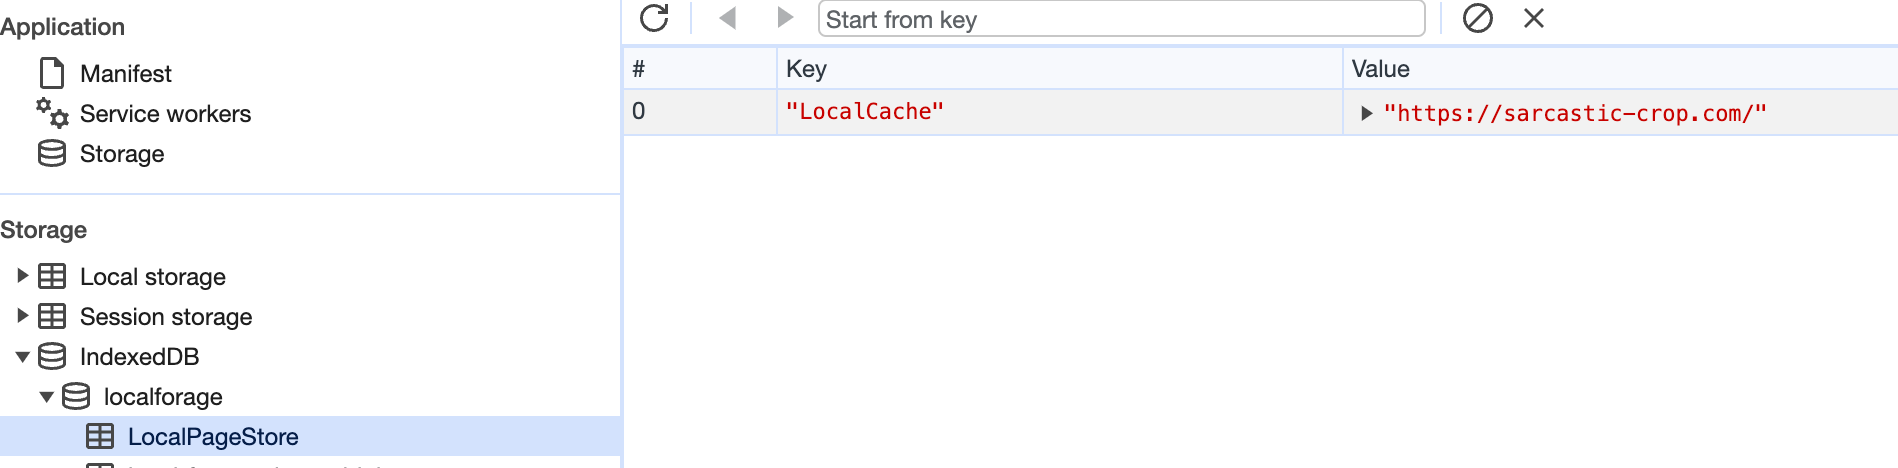 Application
Manifest
Service workers
Storage
Storage
Local storage
Session storage
IndexedDB
localforage
LocalPageStore
Start from key
# Key Value
0 "LocalCache" "https://sarcastic-crop.com/"